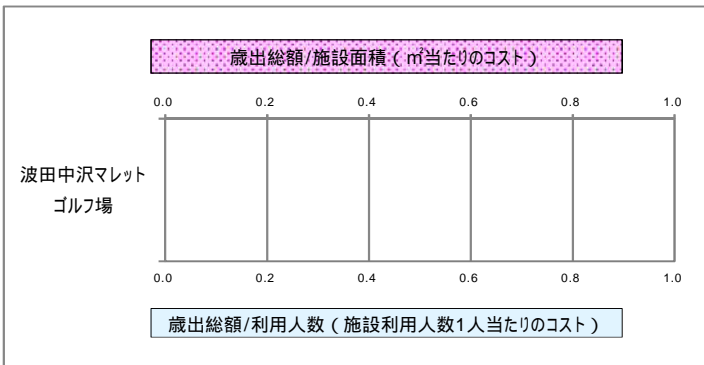 歳出総額/施設面積（㎡当たりのコスト）
0.0 0.2 0.4 0.6 0.8 1.0
波田中沢マレット
ゴルフ場
0.0 0.2 0.4 0.6 0.8 1.0
歳出総額/利用人数（施設利用人数1人当たりのコスト）